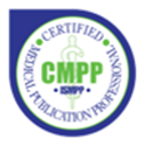 CERTIFIED
MEDICAL PUBLICATION PROFESSIONAL
CMPP
ISMPP